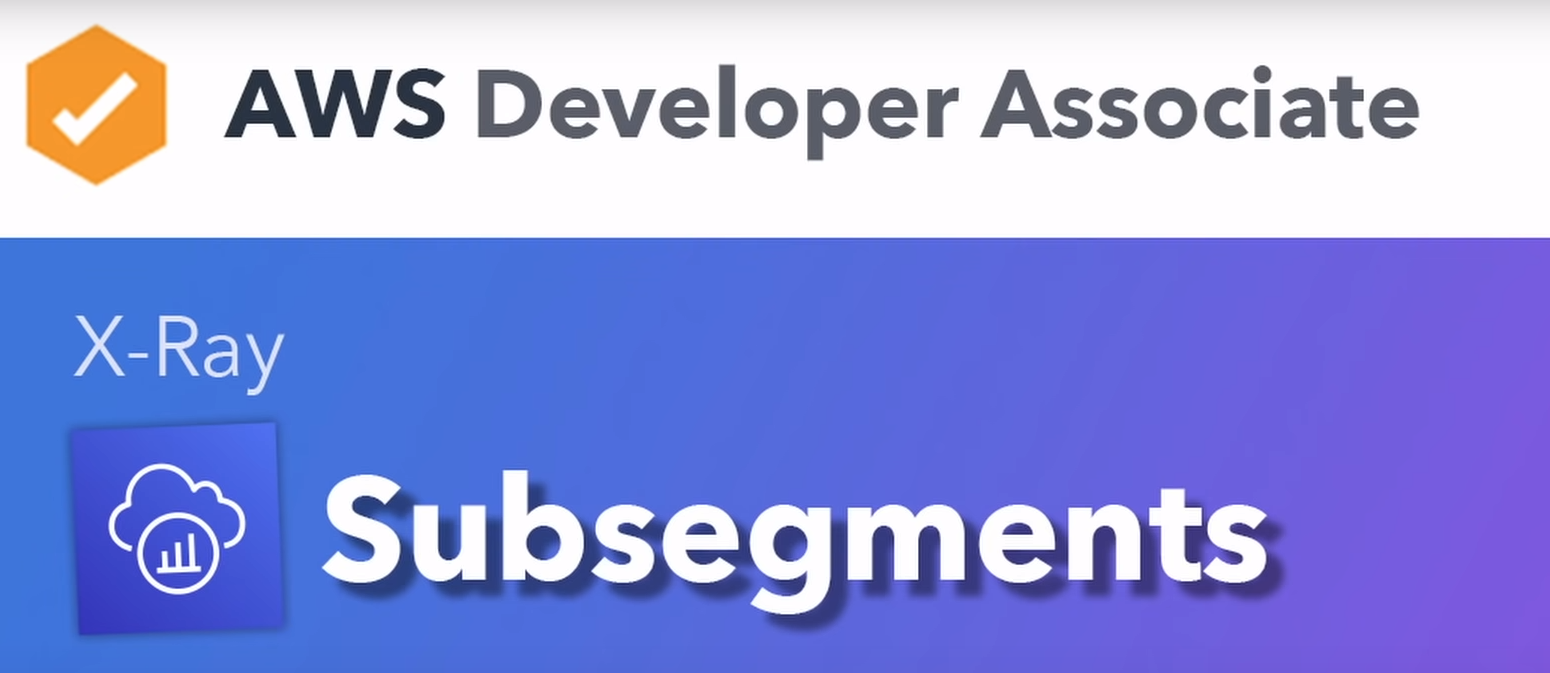 AWS Developer Associate
X-Ray
Subsegments